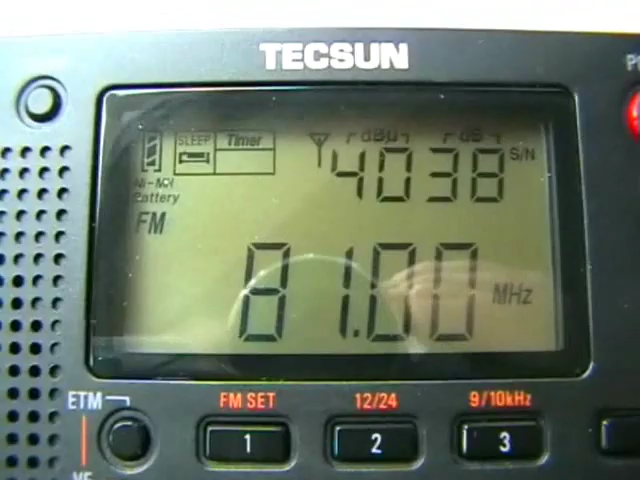 TECSUN
SLEEP Timer dBμ dB
4038 S/N
Ni-MH
Battery
FM
81.00 MHz
ETM FM SET 12/24 9/10kHz
1 2 3